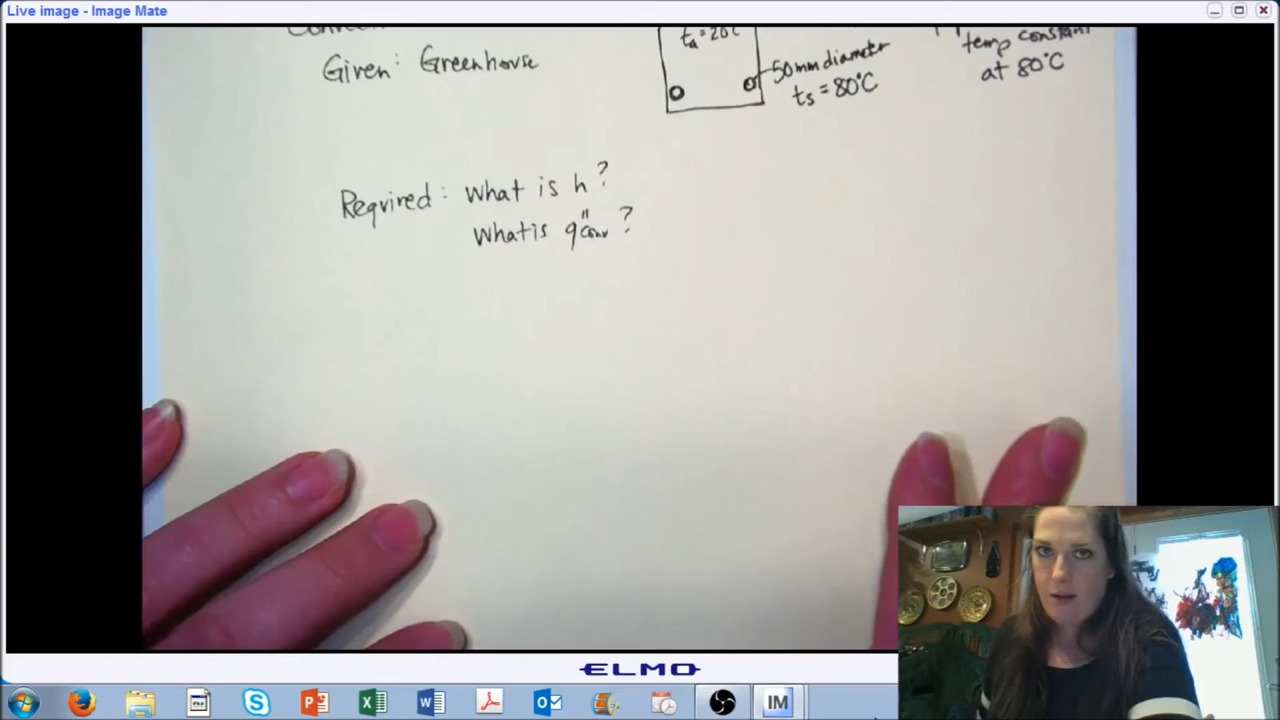 Live image - Image Mate
Given: Greenhouse
ta = 20°C
50mm diameter
ts = 80°C
temp constant
at 80°C
Required: What is h?
What is q"conv?
ELMO
IM